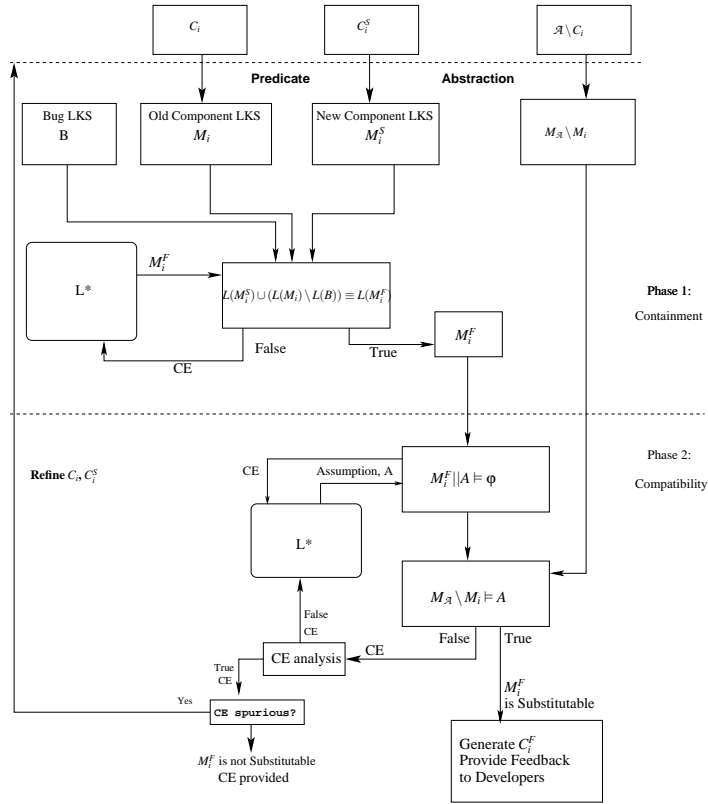 C_i
C_i^S
𝒜 \ C_i
Predicate Abstraction
Bug LKS
B
Old Component LKS
M_i
New Component LKS
M_i^S
M_𝒜 \ M_i
L*
M_i^F
L(M_i^S) ∪ (L(M_i) \ L(B)) ≡ L(M_i^F)
Phase 1:
Containment
False
CE
True
M_i^F
Refine C_i, C_i^S
CE
Assumption, A
M_i^F || A ⊨ φ
Phase 2:
Compatibility
L*
M_𝒜 \ M_i ⊨ A
False
CE
False
True
CE
CE analysis
True
CE
M_i^F
is Substitutable
Yes
CE spurious?
M_i^F is not Substitutable
CE provided
Generate C_i^F
Provide Feedback
to Developers